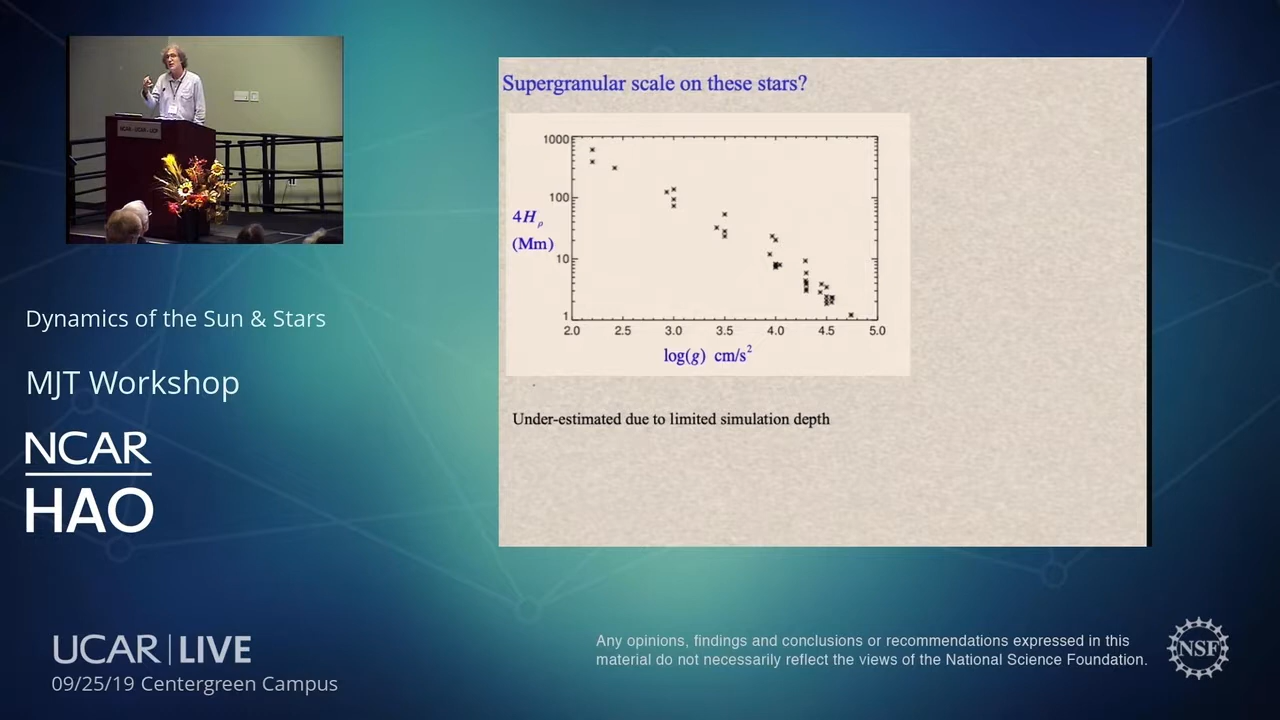 UCAR - UCAR - UCP
Dynamics of the Sun & Stars
MJT Workshop
NCAR
HAO
UCAR | LIVE
09/25/19 Centergreen Campus
Supergranular scale on these stars?
1000
100
10
1
4Hρ
(Mm)
2.0 2.5 3.0 3.5 4.0 4.5 5.0
log(g) cm/s²
Under-estimated due to limited simulation depth
Any opinions, findings and conclusions or recommendations expressed in this
material do not necessarily reflect the views of the National Science Foundation.
NSF